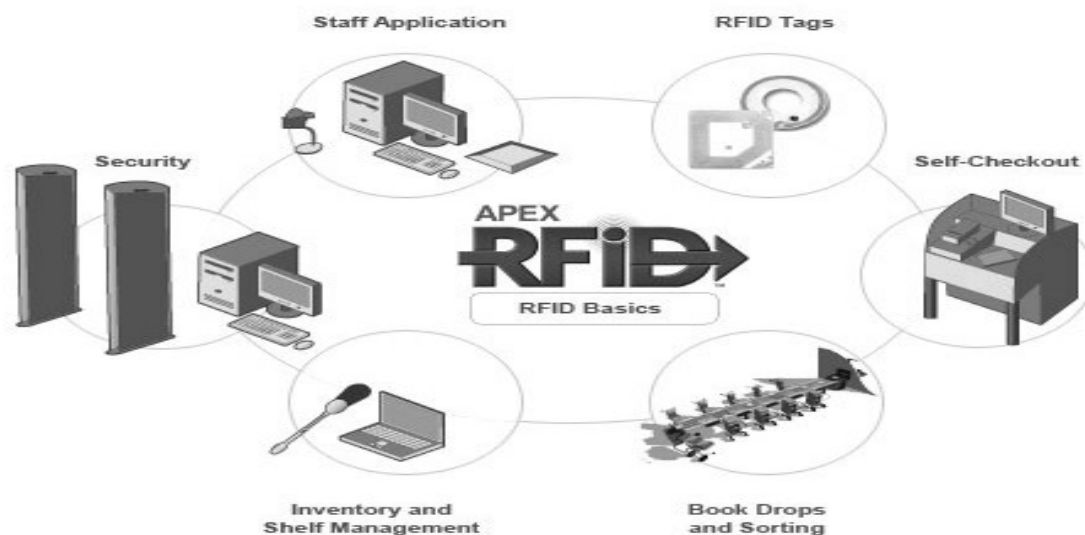 Staff Application
RFID Tags
Security
Self-Checkout
APEX
RFiD
™
RFID Basics
Inventory and
Shelf Management
Book Drops
and Sorting